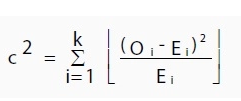 c² = Σ_{i=1}^{k} ⌊ (O_i - E_i)² / E_i ⌋